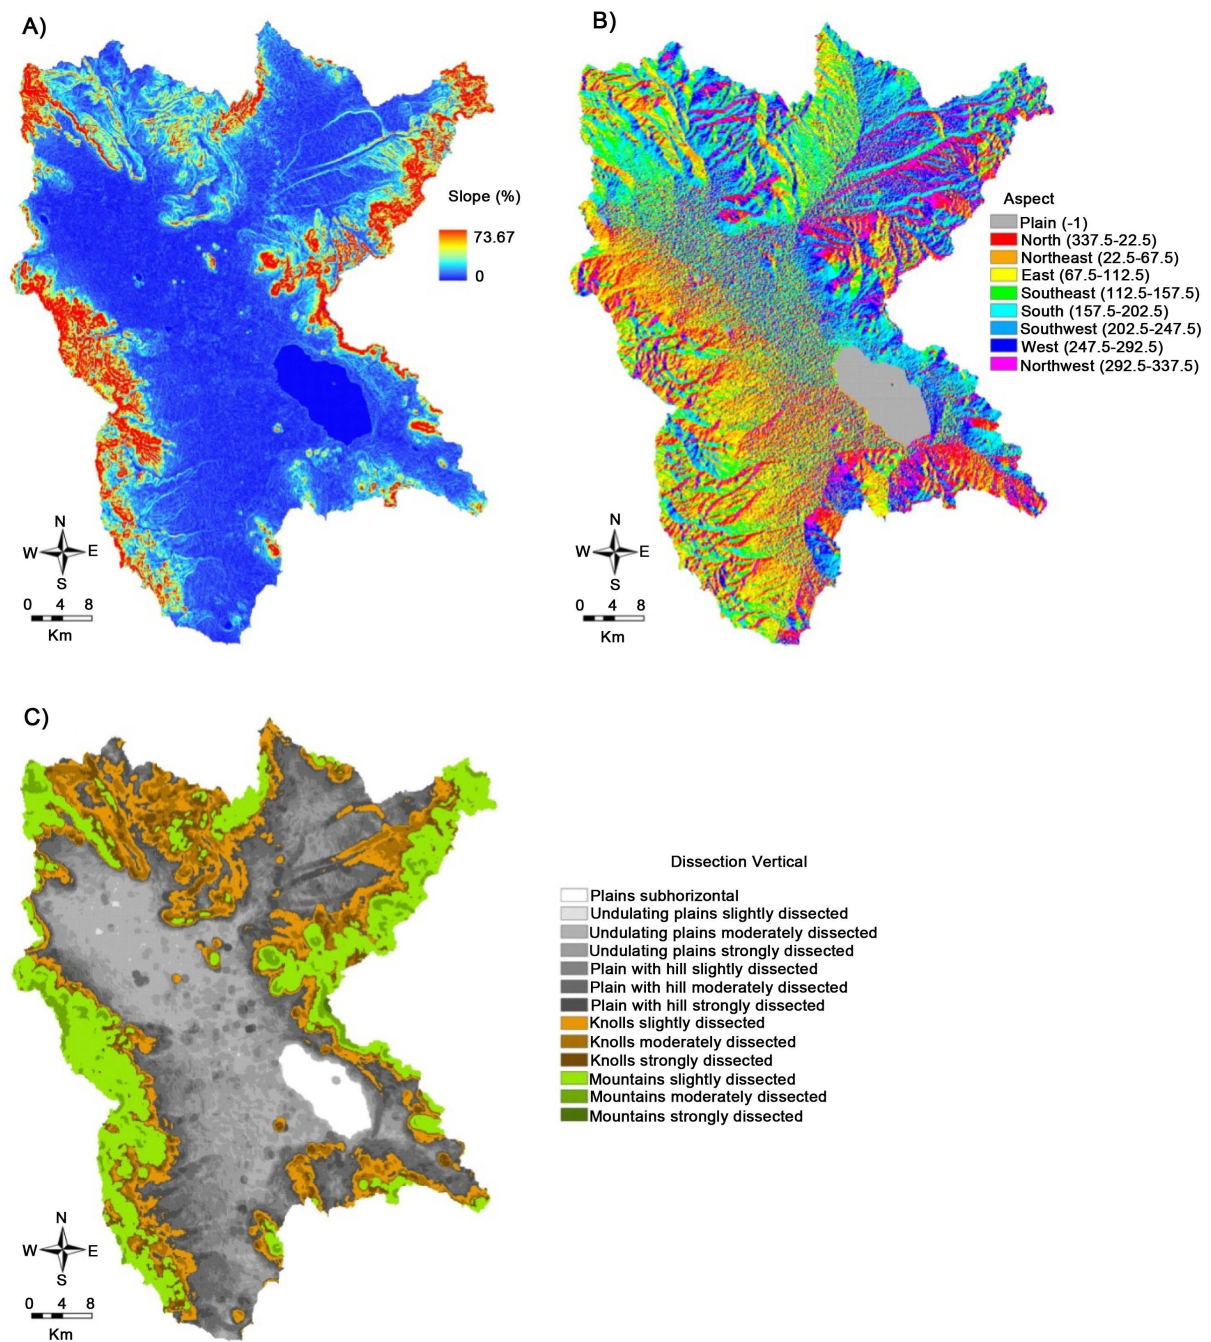 A)
Slope (%)
73.67
0
N
W E
S
0 4 8
Km
B)
Aspect
Plain (-1)
North (337.5-22.5)
Northeast (22.5-67.5)
East (67.5-112.5)
Southeast (112.5-157.5)
South (157.5-202.5)
Southwest (202.5-247.5)
West (247.5-292.5)
Northwest (292.5-337.5)
N
W E
S
0 4 8
Km
C)
Dissection Vertical
Plains subhorizontal
Undulating plains slightly dissected
Undulating plains moderately dissected
Undulating plains strongly dissected
Plain with hill slightly dissected
Plain with hill moderately dissected
Plain with hill strongly dissected
Knolls slightly dissected
Knolls moderately dissected
Knolls strongly dissected
Mountains slightly dissected
Mountains moderately dissected
Mountains strongly dissected
N
W E
S
0 4 8
Km